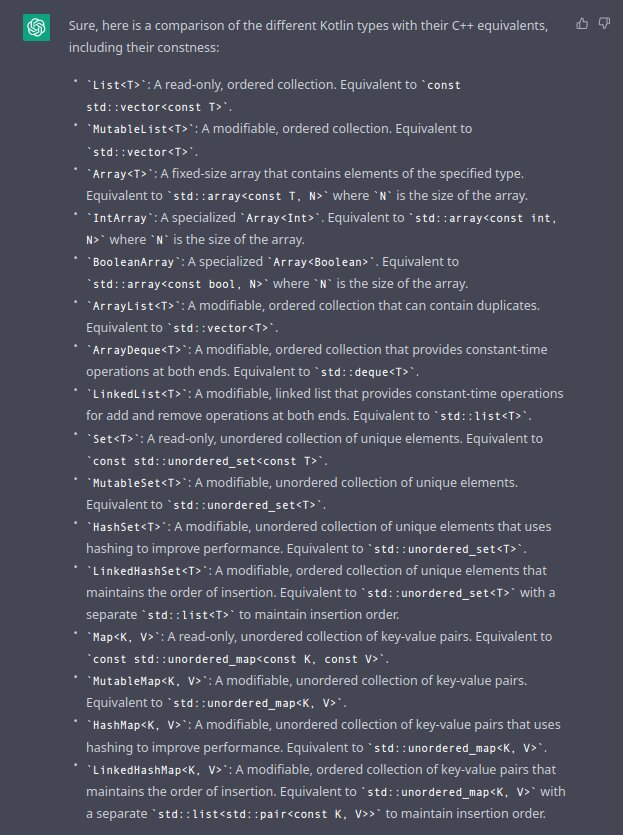 Sure, here is a comparison of the different Kotlin types with their C++ equivalents,
including their constness:
• `List<T>`: A read-only, ordered collection. Equivalent to `const
std::vector<const T>`.
• `MutableList<T>`: A modifiable, ordered collection. Equivalent to
`std::vector<T>`.
• `Array<T>`: A fixed-size array that contains elements of the specified type.
Equivalent to `std::array<const T, N>` where `N` is the size of the array.
• `IntArray`: A specialized `Array<Int>`. Equivalent to `std::array<const int,
N>` where `N` is the size of the array.
• `BooleanArray`: A specialized `Array<Boolean>`. Equivalent to
`std::array<const bool, N>` where `N` is the size of the array.
• `ArrayList<T>`: A modifiable, ordered collection that can contain duplicates.
Equivalent to `std::vector<T>`.
• `ArrayDeque<T>`: A modifiable, ordered collection that provides constant-time
operations at both ends. Equivalent to `std::deque<T>`.
• `LinkedList<T>`: A modifiable, linked list that provides constant-time operations
for add and remove operations at both ends. Equivalent to `std::list<T>`.
• `Set<T>`: A read-only, unordered collection of unique elements. Equivalent to
`const std::unordered_set<const T>`.
• `MutableSet<T>`: A modifiable, unordered collection of unique elements.
Equivalent to `std::unordered_set<T>`.
• `HashSet<T>`: A modifiable, unordered collection of unique elements that uses
hashing to improve performance. Equivalent to `std::unordered_set<T>`.
• `LinkedHashSet<T>`: A modifiable, ordered collection of unique elements that
maintains the order of insertion. Equivalent to `std::unordered_set<T>` with a
separate `std::list<T>` to maintain insertion order.
• `Map<K, V>`: A read-only, unordered collection of key-value pairs. Equivalent to
`const std::unordered_map<const K, const V>`.
• `MutableMap<K, V>`: A modifiable, unordered collection of key-value pairs.
Equivalent to `std::unordered_map<K, V>`.
• `HashMap<K, V>`: A modifiable, unordered collection of key-value pairs that uses
hashing to improve performance. Equivalent to `std::unordered_map<K, V>`.
• `LinkedHashMap<K, V>`: A modifiable, ordered collection of key-value pairs that
maintains the order of insertion. Equivalent to `std::unordered_map<K, V>` with
a separate `std::list<std::pair<const K, V>>` to maintain insertion order.